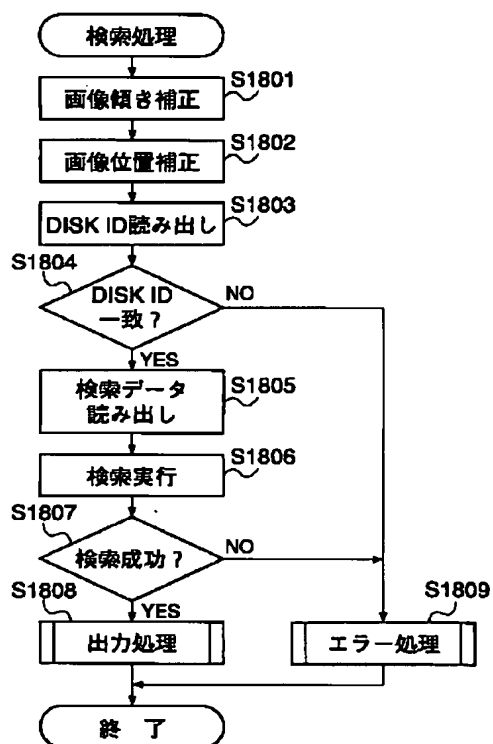 検索処理
S1801
画像傾き補正
S1802
画像位置補正
S1803
DISK ID読み出し
S1804
DISK ID
一致?
NO
YES
検索データ
読み出し
S1805
S1806
検索実行
S1807
検索成功?
NO
YES
S1808
出力処理
S1809
エラー処理
終 了